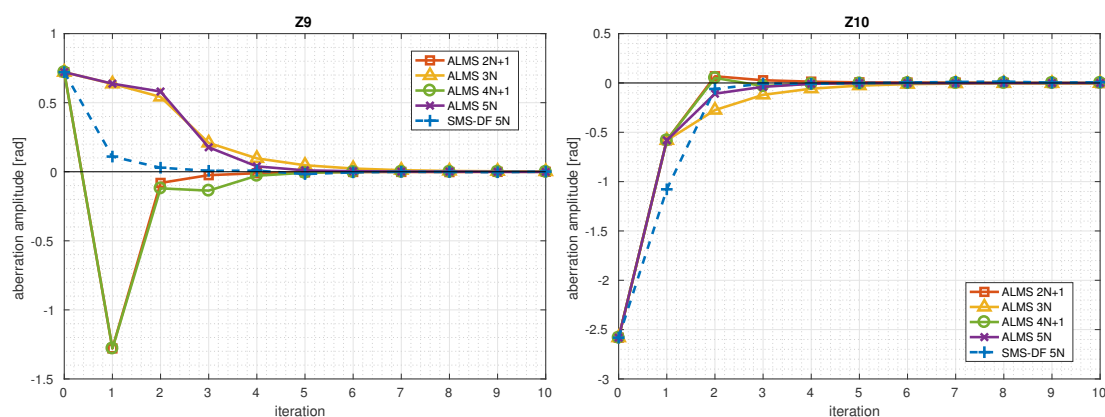 Z9
1
0.5
0
-0.5
-1
-1.5
aberration amplitude [rad]
0 1 2 3 4 5 6 7 8 9 10
iteration
ALMS 2N+1
ALMS 3N
ALMS 4N+1
ALMS 5N
SMS-DF 5N
Z10
0.5
0
-0.5
-1
-1.5
-2
-2.5
-3
aberration amplitude [rad]
0 1 2 3 4 5 6 7 8 9 10
iteration
ALMS 2N+1
ALMS 3N
ALMS 4N+1
ALMS 5N
SMS-DF 5N